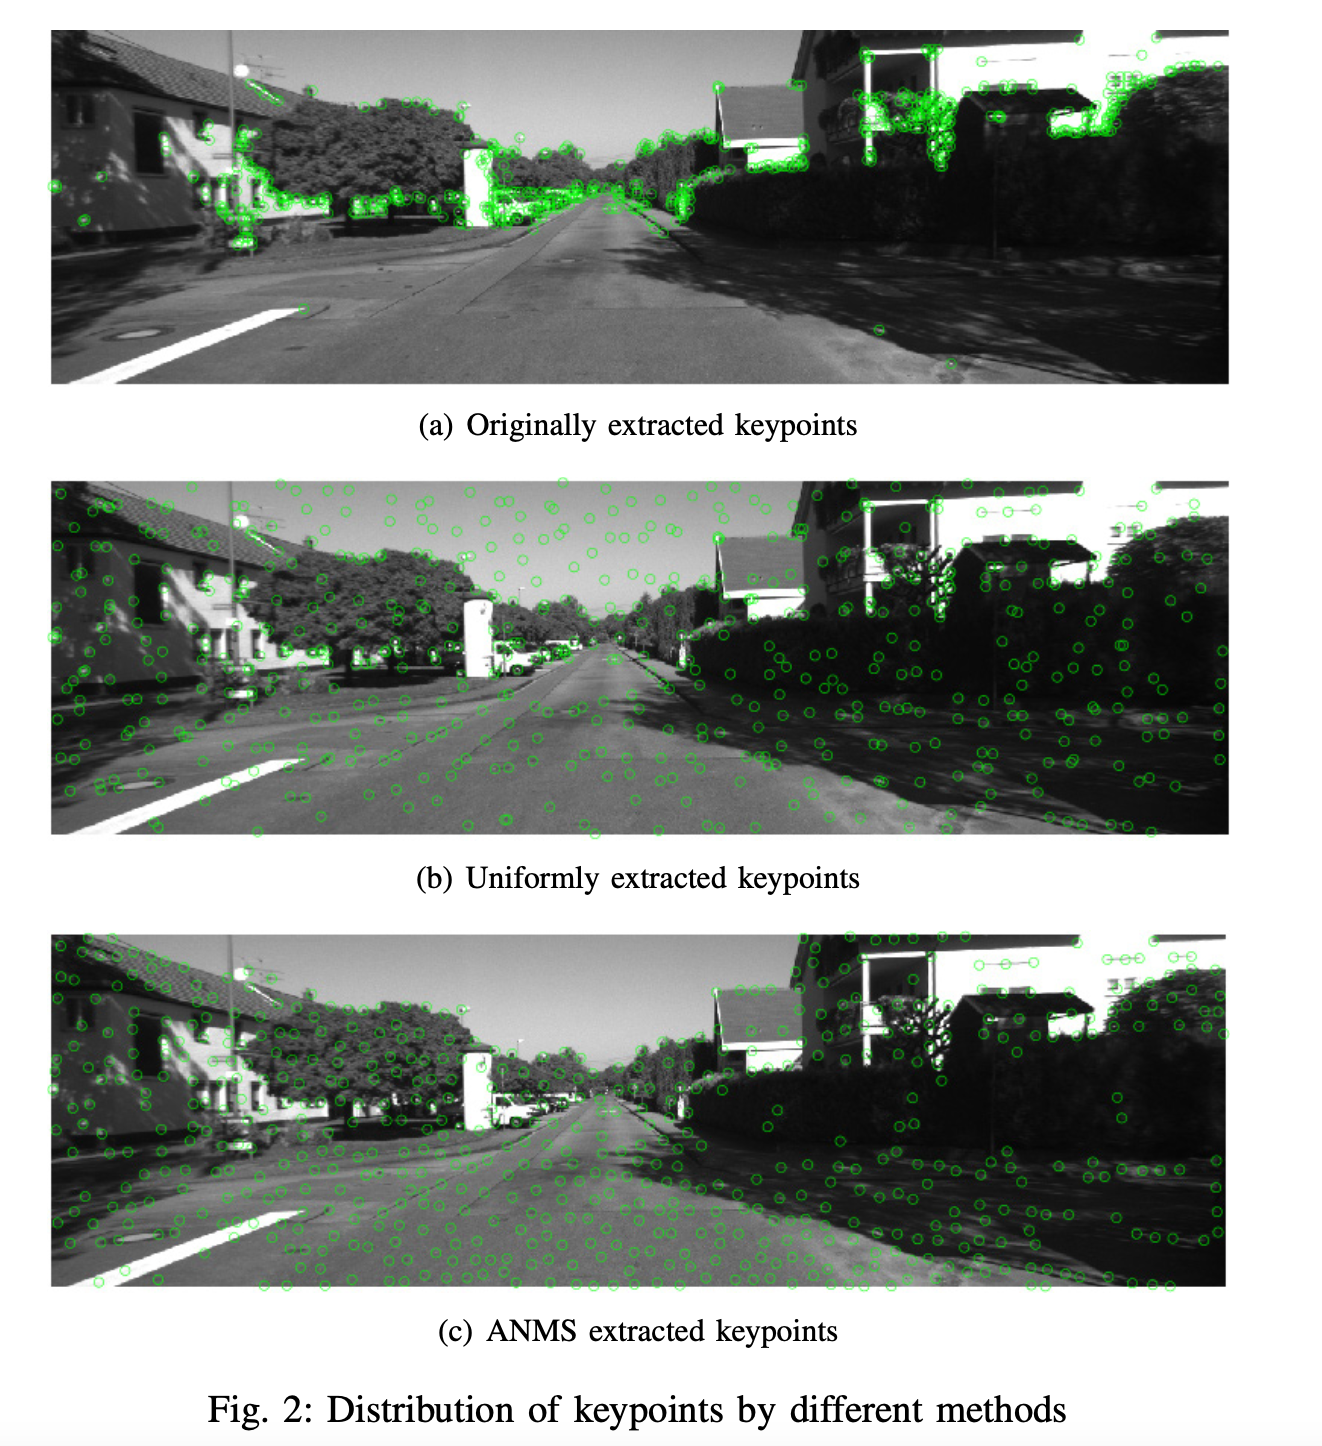 (a) Originally extracted keypoints
(b) Uniformly extracted keypoints
(c) ANMS extracted keypoints
Fig. 2: Distribution of keypoints by different methods